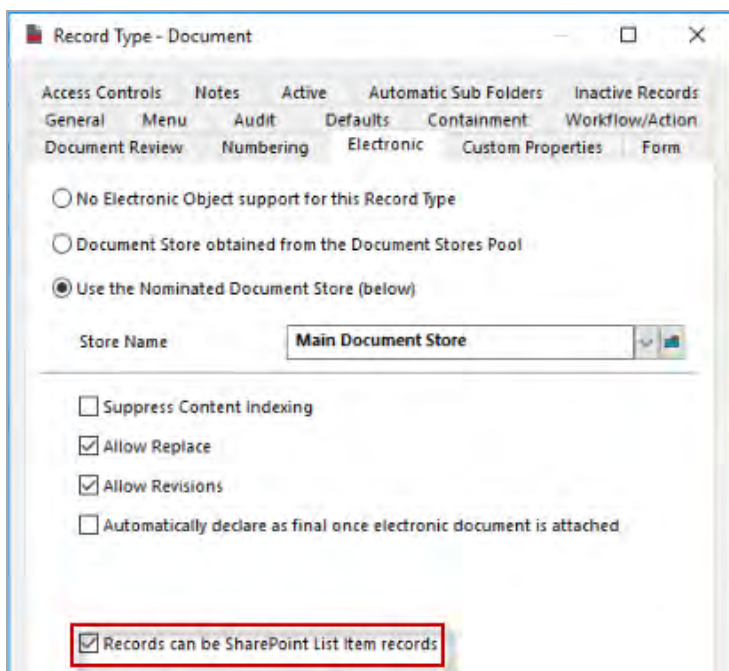 Record Type - Document
Access Controls Notes Active Automatic Sub Folders Inactive Records
General Menu Audit Defaults Containment Workflow/Action
Document Review Numbering Electronic Custom Properties Form
No Electronic Object support for this Record Type
Document Store obtained from the Document Stores Pool
Use the Nominated Document Store (below)
Store Name Main Document Store
Suppress Content Indexing
Allow Replace
Allow Revisions
Automatically declare as final once electronic document is attached
Records can be SharePoint List Item records